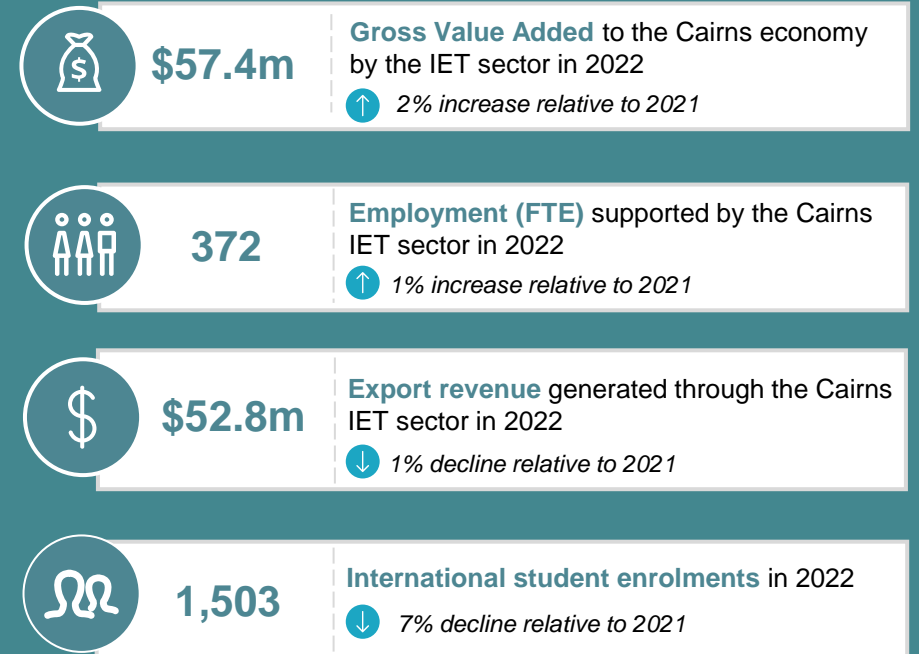 $57.4m
Gross Value Added to the Cairns economy
by the IET sector in 2022
2% increase relative to 2021
372
Employment (FTE) supported by the Cairns
IET sector in 2022
1% increase relative to 2021
$52.8m
Export revenue generated through the Cairns
IET sector in 2022
1% decline relative to 2021
1,503
International student enrolments in 2022
7% decline relative to 2021